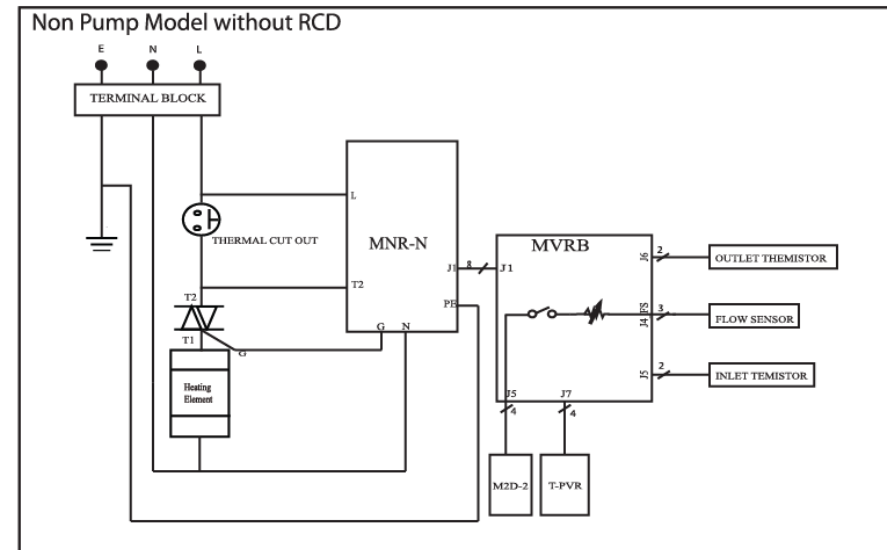 Non Pump Model without RCD
E N L
TERMINAL BLOCK
L
THERMAL CUT OUT
MNR-N
MVRB
J1 8 J1
J6 2 OUTLET THEMISTOR
T2 T2
PE
J4 FS 3 FLOW SENSOR
T1 G
G N
J5 2 INLET TEMISTOR
Heating
Element
J5 J7
4 4
M2D-2 T-PVR